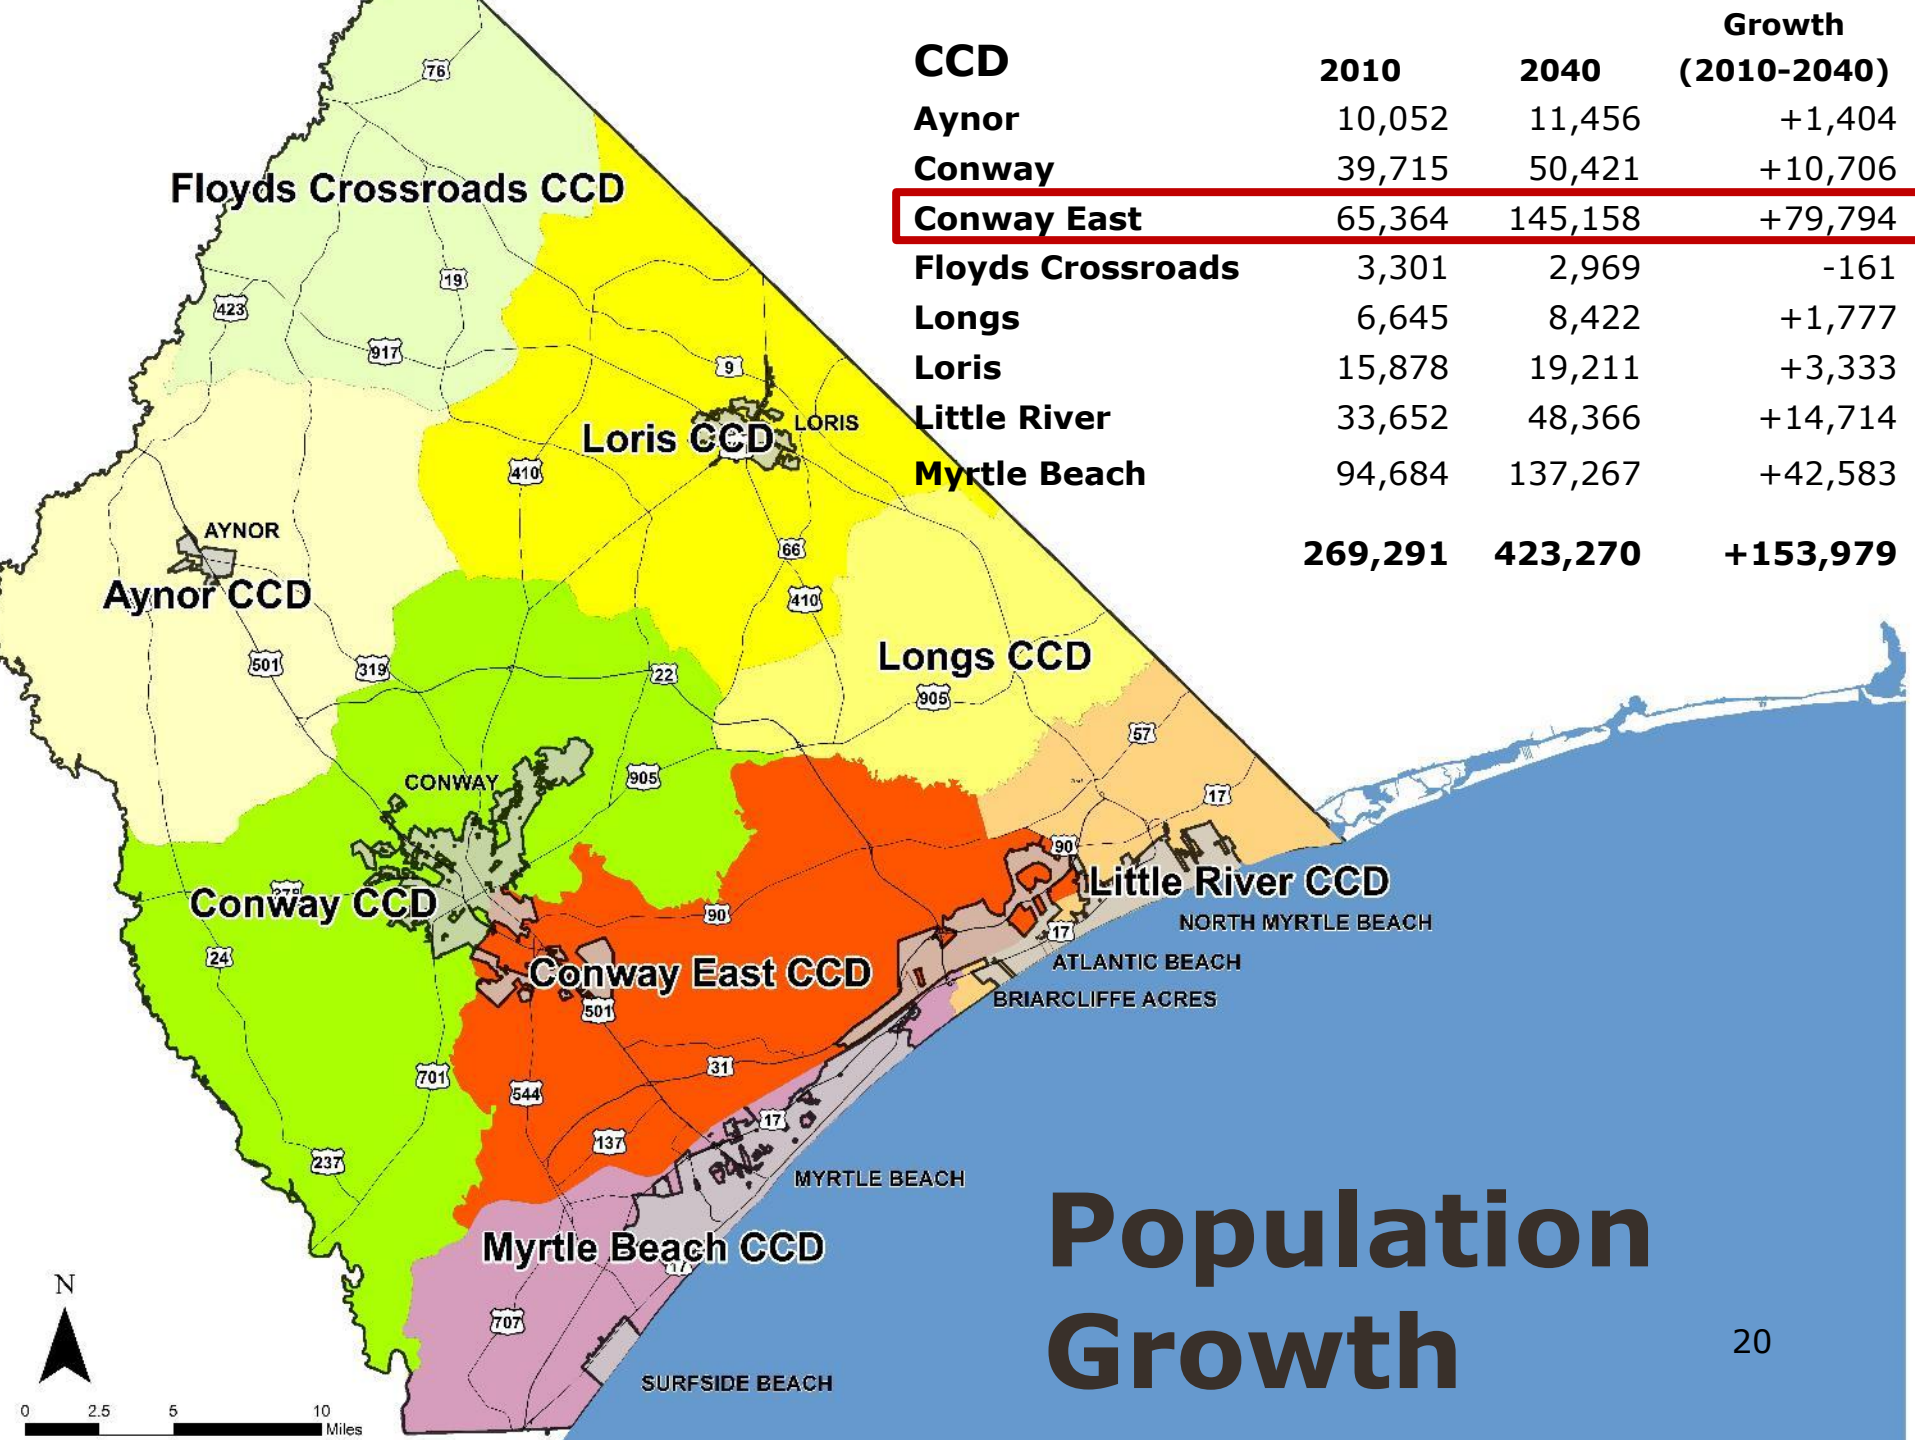 Growth
CCD 2010 2040 (2010-2040)
Aynor 10,052 11,456 +1,404
Conway 39,715 50,421 +10,706
Conway East 65,364 145,158 +79,794
Floyds Crossroads 3,301 2,969 -161
Longs 6,645 8,422 +1,777
Loris 15,878 19,211 +3,333
Little River 33,652 48,366 +14,714
Myrtle Beach 94,684 137,267 +42,583
269,291 423,270 +153,979
76
Floyds Crossroads CCD
19
423
917
9
LORIS
Loris CCD
410
AYNOR
66
Aynor CCD
410
501
319
22
Longs CCD
905
57
CONWAY
905
17
90
Little River CCD
Conway CCD
90
NORTH MYRTLE BEACH
17
24
Conway East CCD
ATLANTIC BEACH
BRIARCLIFFE ACRES
501
31
701
544
17
137
237
MYRTLE BEACH
Myrtle Beach CCD
17
707
SURFSIDE BEACH
Population
Growth
20
N
0 2.5 5 10
Miles